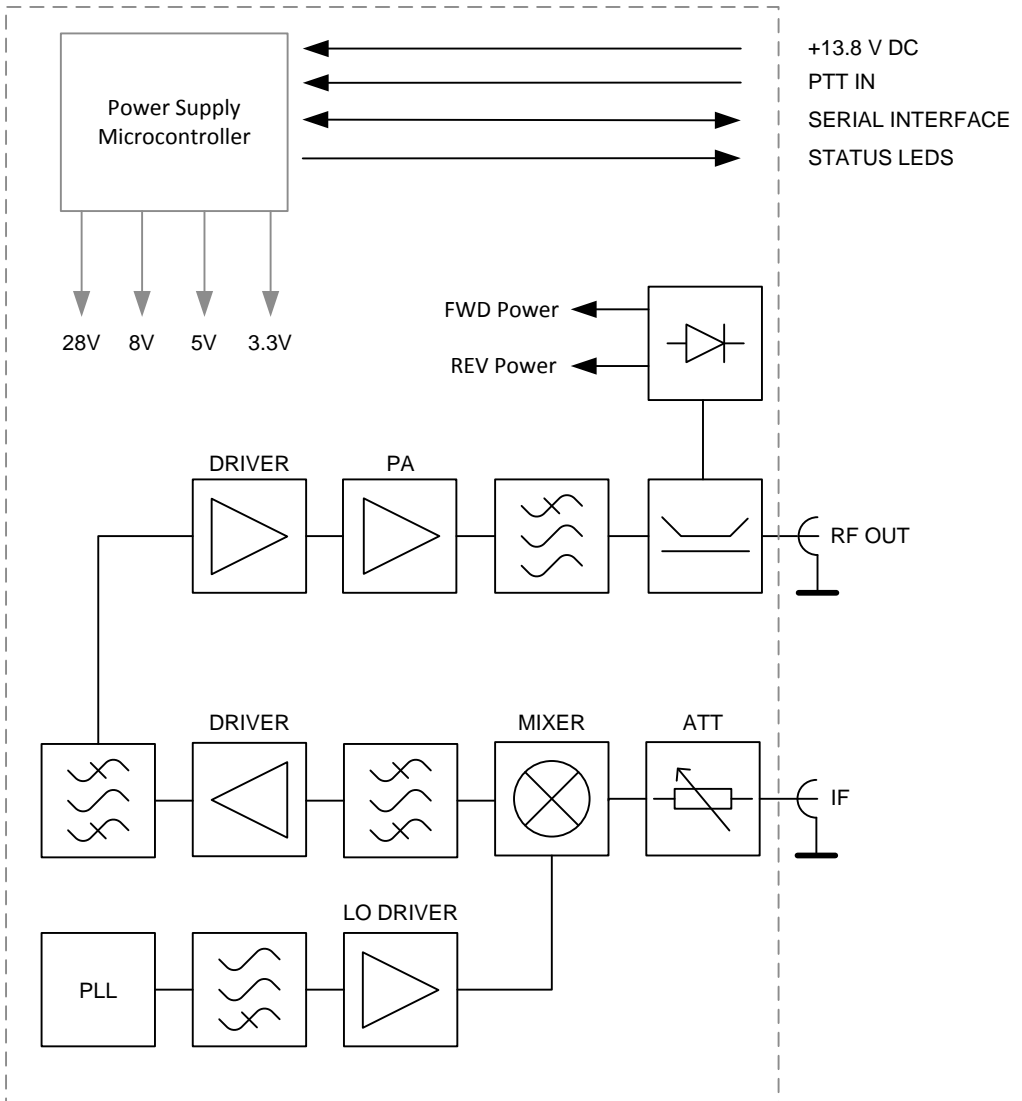 +13.8 V DC
PTT IN
SERIAL INTERFACE
STATUS LEDS
Power Supply
Microcontroller
28V
8V
5V
3.3V
FWD Power
REV Power
DRIVER
PA
RF OUT
DRIVER
MIXER
ATT
IF
LO DRIVER
PLL